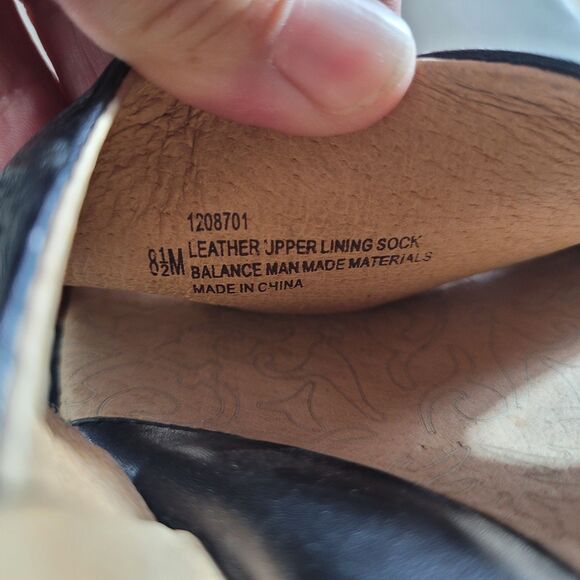 1208701
8½M LEATHER UPPER LINING SOCK
BALANCE MAN MADE MATERIALS
MADE IN CHINA